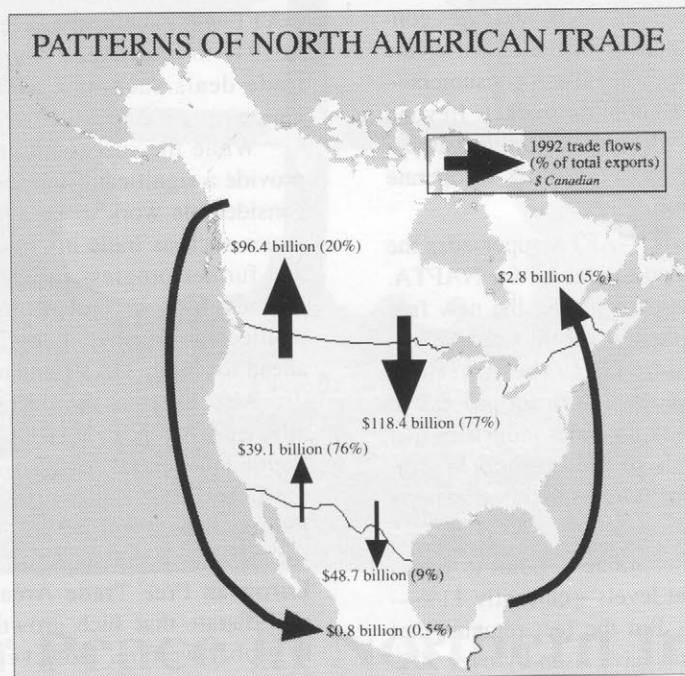 PATTERNS OF NORTH AMERICAN TRADE
1992 trade flows
(% of total exports)
$ Canadian
$96.4 billion (20%)
$2.8 billion (5%)
$118.4 billion (77%)
$39.1 billion (76%)
$48.7 billion (9%)
$0.8 billion (0.5%)